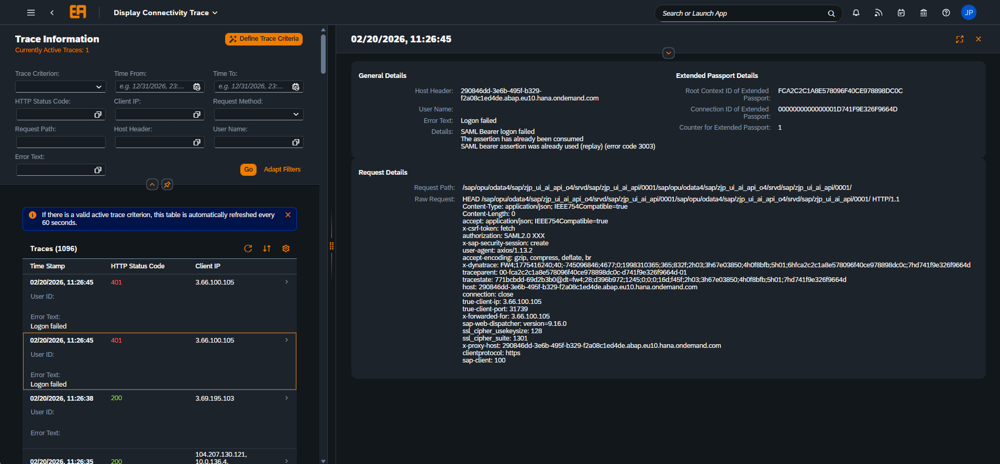 EA
Display Connectivity Trace
Search or Launch App
JP
Trace Information
Define Trace Criteria
Currently Active Traces: 1
Trace Criterion:
Time From:
Time To:
e.g. 12/31/2026, 23:...
e.g. 12/31/2026, 23:...
HTTP Status Code:
Client IP:
Request Method:
Request Path:
Host Header:
User Name:
Error Text:
Go
Adapt Filters
If there is a valid active trace criterion, this table is automatically refreshed every
60 seconds.
Traces (1096)
Time Stamp
HTTP Status Code
Client IP
02/20/2026, 11:26:45
401
3.66.100.105
User ID:
Error Text:
Logon failed
02/20/2026, 11:26:45
401
3.66.100.105
User ID:
Error Text:
Logon failed
02/20/2026, 11:26:38
200
3.69.195.103
User ID:
Error Text:
104.207.130.121,
02/20/2026, 11:26:35
200
10.0.136.4,
02/20/2026, 11:26:45
General Details
Host Header:
290846dd-3e6b-495f-b329-
f2a08c1ed4de.abap.eu10.hana.ondemand.com
User Name:
Error Text:
Logon failed
Details:
SAML Bearer logon failed
The assertion has already been consumed
SAML bearer assertion was already used (replay) (error code 3003)
Extended Passport Details
Root Context ID of Extended
Passport:
FCA2C2C1A8E578096F40CE978898DC0C
Connection ID of Extended
Passport:
0000000000000001D741F9E326F9664D
Counter for Extended Passport:
1
Request Details
Request Path:
/sap/opu/odata4/sap/zjp_ui_ai_api_o4/srvd/sap/zjp_ui_ai_api/0001/sap/opu/odata4/sap/zjp_ui_ai_api_o4/srvd/sap/zjp_ui_ai_api/0001/
Raw Request:
HEAD /sap/opu/odata4/sap/zjp_ui_ai_api_o4/srvd/sap/zjp_ui_ai_api/0001/sap/opu/odata4/sap/zjp_ui_ai_api_o4/srvd/sap/zjp_ui_ai_api/0001/ HTTP/1.1
Content-Type: application/json; IEEE754Compatible=true
Content-Length: 0
accept: application/json; IEEE754Compatible=true
x-csrf-token: fetch
authorization: SAML2.0 XXX
x-sap-security-session: create
user-agent: axios/1.13.2
accept-encoding: gzip, compress, deflate, br
x-dynatrace: FW4;1775416240;40;-745096846;4677;0;1998310365;365;832f;2h03;3h67e03850;4h0f8bfb;5h01;6hfca2c2c1a8e578096f40ce978898dc0c;7hd741f9e326f9664d
traceparent: 00-fca2c2c1a8e578096f40ce978898dc0c-d741f9e326f9664d-01
tracestate: 771bcbdd-69d2b3b0@dt=fw4;28;d396b972;1245;0;0;0;16d;f45f;2h03;3h67e03850;4h0f8bfb;5h01;7hd741f9e326f9664d
host: 290846dd-3e6b-495f-b329-f2a08c1ed4de.abap.eu10.hana.ondemand.com
connection: close
true-client-ip: 3.66.100.105
true-client-port: 31739
x-forwarded-for: 3.66.100.105
sap-web-dispatcher: version=9.16.0
ssl_cipher_usekeysize: 128
ssl_cipher_suite: 1301
x-proxy-host: 290846dd-3e6b-495f-b329-f2a08c1ed4de.abap.eu10.hana.ondemand.com
clientprotocol: https
sap-client: 100